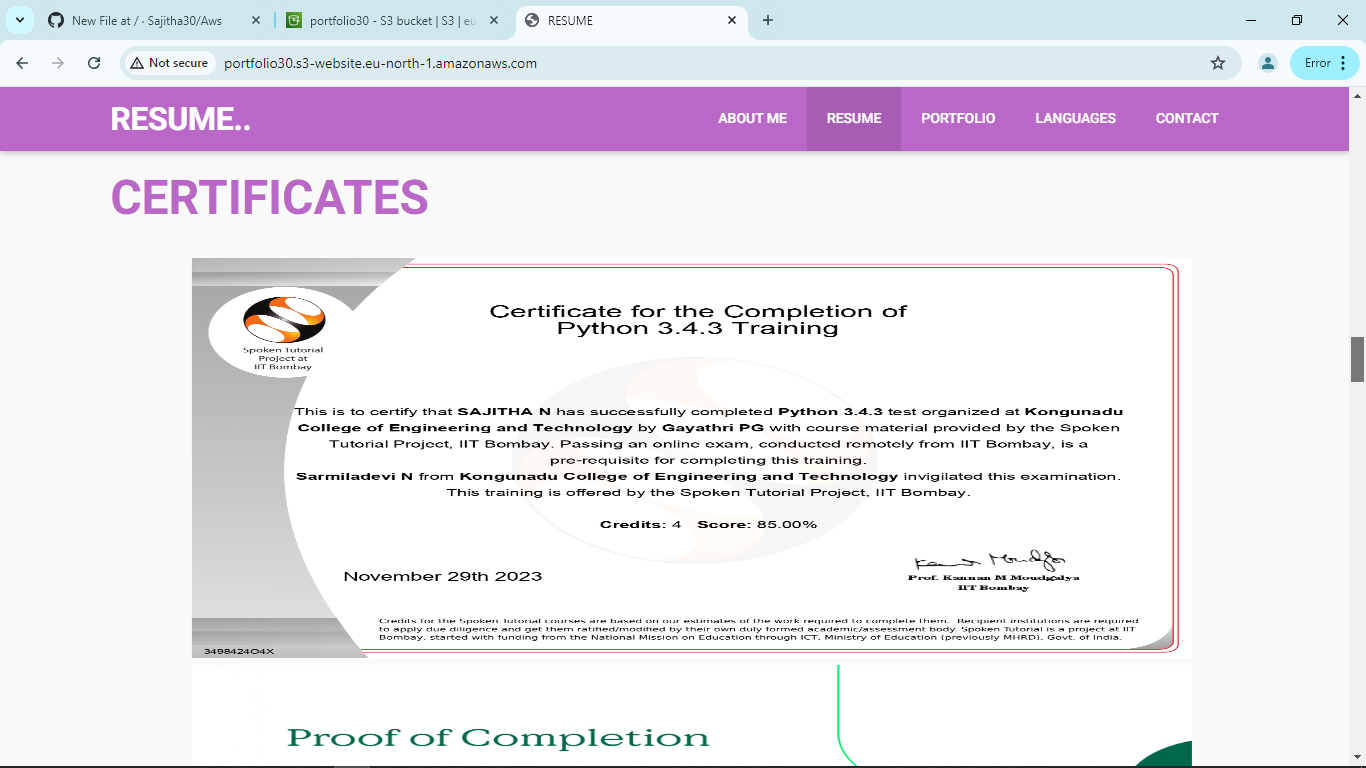 New File at / · Sajitha30/Aws
portfolio30 - S3 bucket | S3 | eu
RESUME
Not secure
portfolio30.s3-website.eu-north-1.amazonaws.com
Error
RESUME..
ABOUT ME
RESUME
PORTFOLIO
LANGUAGES
CONTACT
CERTIFICATES
Spoken Tutorial
Project at
IIT Bombay
Certificate for the Completion of
Python 3.4.3 Training
This is to certify that SAJITHA N has successfully completed Python 3.4.3 test organized at Kongunadu
College of Engineering and Technology by Gayathri PG with course material provided by the Spoken
Tutorial Project, IIT Bombay. Passing an online exam, conducted remotely from IIT Bombay, is a
pre-requisite for completing this training.
Sarmiladevi N from Kongunadu College of Engineering and Technology invigilated this examination.
This training is offered by the Spoken Tutorial Project, IIT Bombay.
Credits: 4 Score: 85.00%
November 29th 2023
Prof. Kannan M Moudgalya
IIT Bombay
Credits for the Spoken Tutorial courses are based on our estimates of the work required to complete them. Recipient institutions are required
to apply due diligence and get them ratified/modified by their own duly formed academic/assessment body. Spoken Tutorial is a project at IIT
Bombay, started with funding from the National Mission on Education through ICT, Ministry of Education (previously MHRD), Govt. of India.
3498424O4X
Proof of Completion